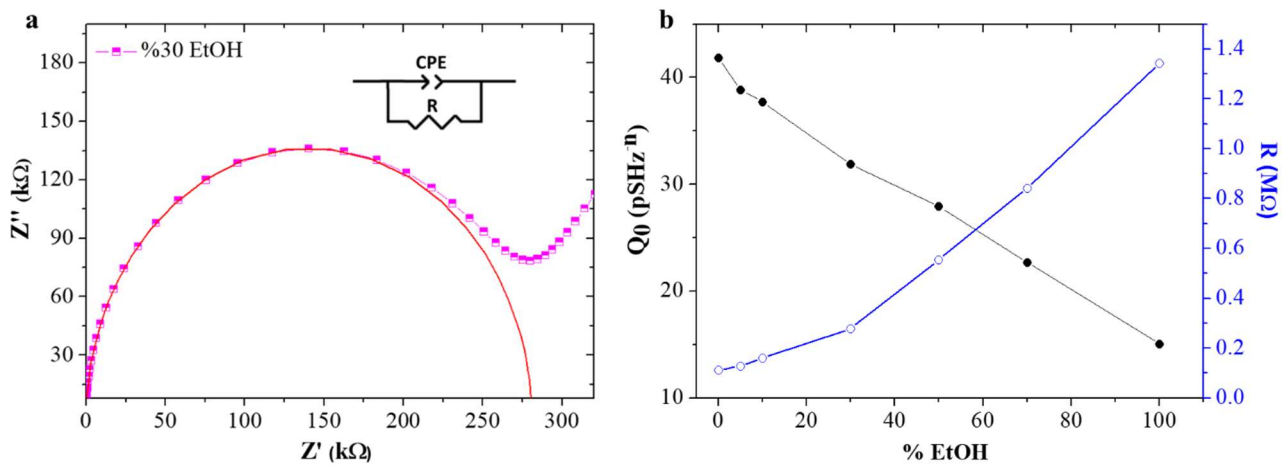 a
%30 EtOH
CPE
R
180
150
120
90
60
30
Z'' (kΩ)
0 50 100 150 200 250 300
Z' (kΩ)
b
40
30
20
10
Q0 (pSHz-n)
1.4
1.2
1.0
0.8
0.6
0.4
0.2
0.0
R (MΩ)
0 20 40 60 80 100
% EtOH